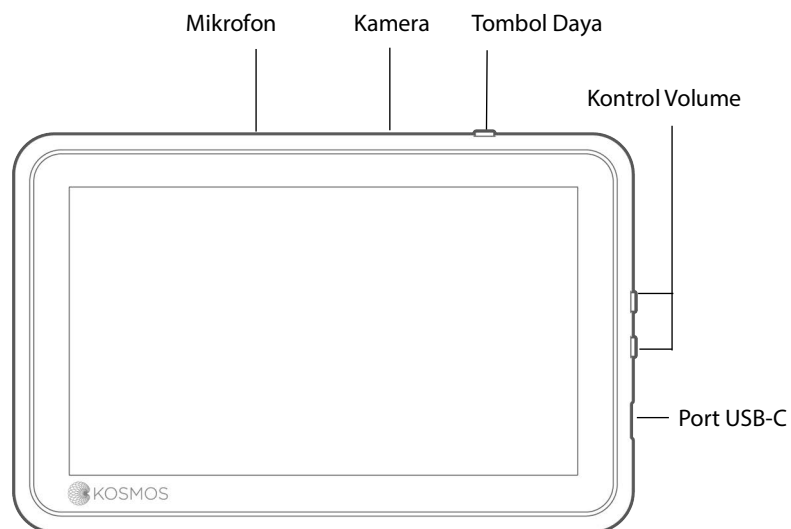 Mikrofon
Kamera
Tombol Daya
Kontrol Volume
Port USB-C
KOSMOS